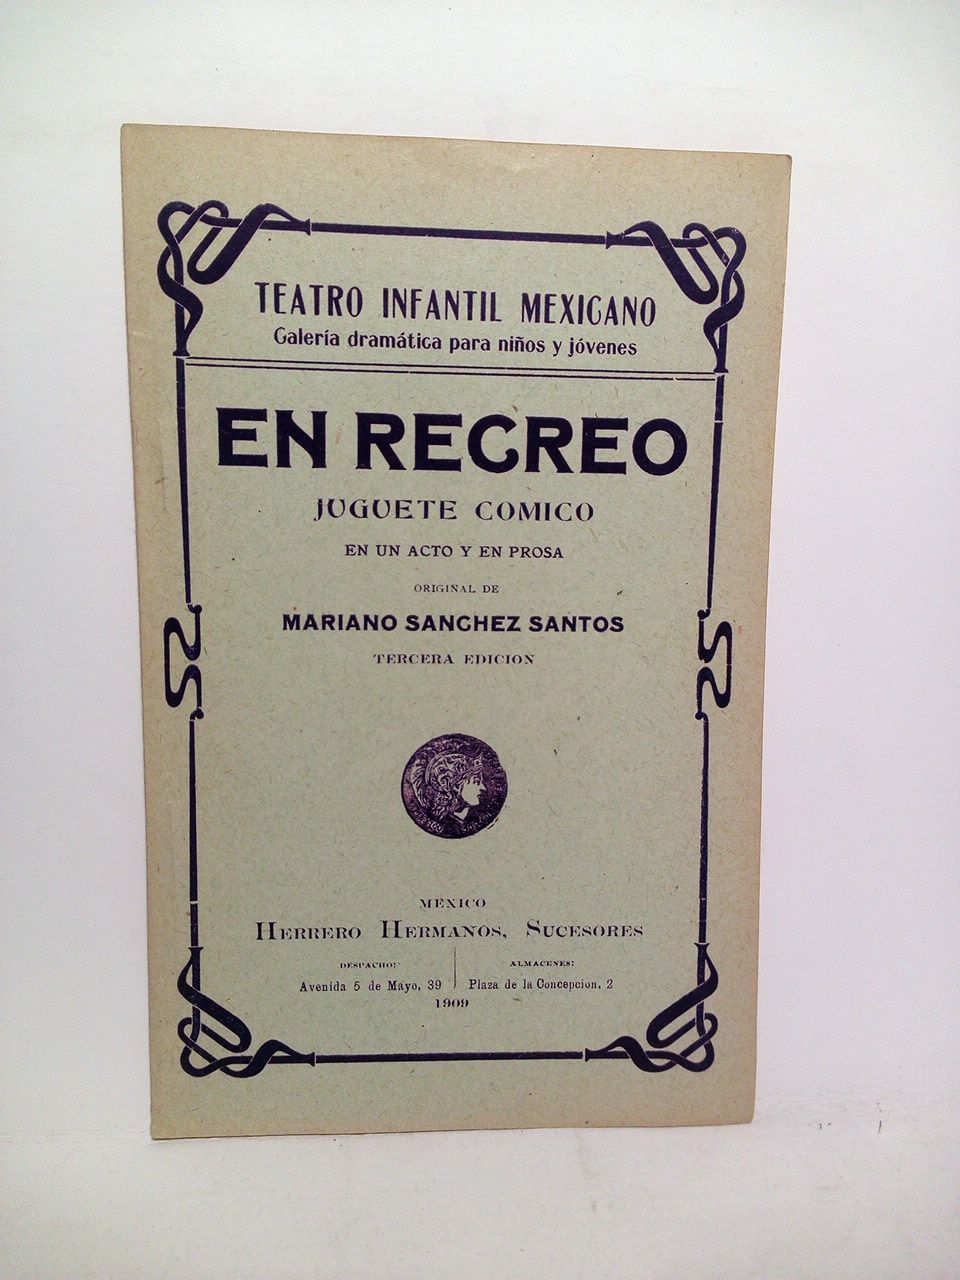 TEATRO INFANTIL MEXICANO
Galería dramática para niños y jóvenes
EN RECREO
JUGUETE COMICO
EN UN ACTO Y EN PROSA
ORIGINAL DE
MARIANO SANCHEZ SANTOS
TERCERA EDICION
MÉXICO
HERRERO HERMANOS, SUCESORES
DESPACHO:
Avenida 5 de Mayo, 39
ALMACENES:
Plaza de la Concepcion, 2
1909